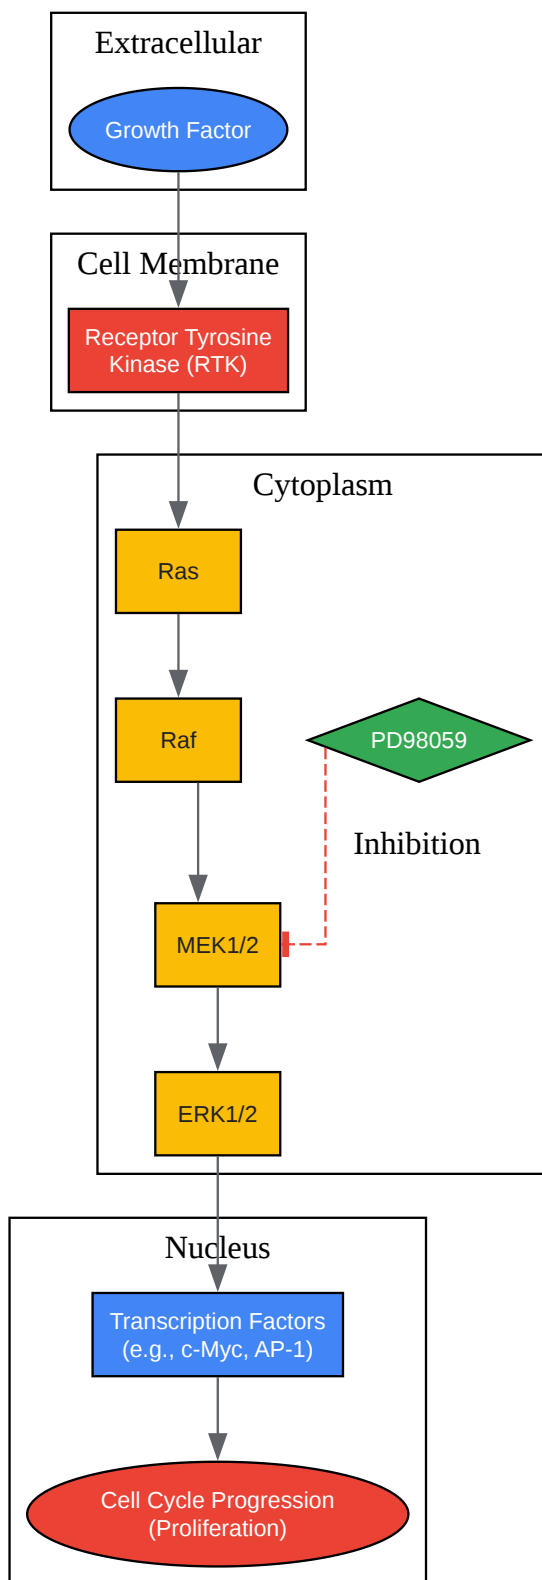 Extracellular
Growth Factor
Cell Membrane
Receptor Tyrosine
Kinase (RTK)
Cytoplasm
Ras
Raf
PD98059
Inhibition
MEK1/2
ERK1/2
Nucleus
Transcription Factors
(e.g., c-Myc, AP-1)
Cell Cycle Progression
(Proliferation)